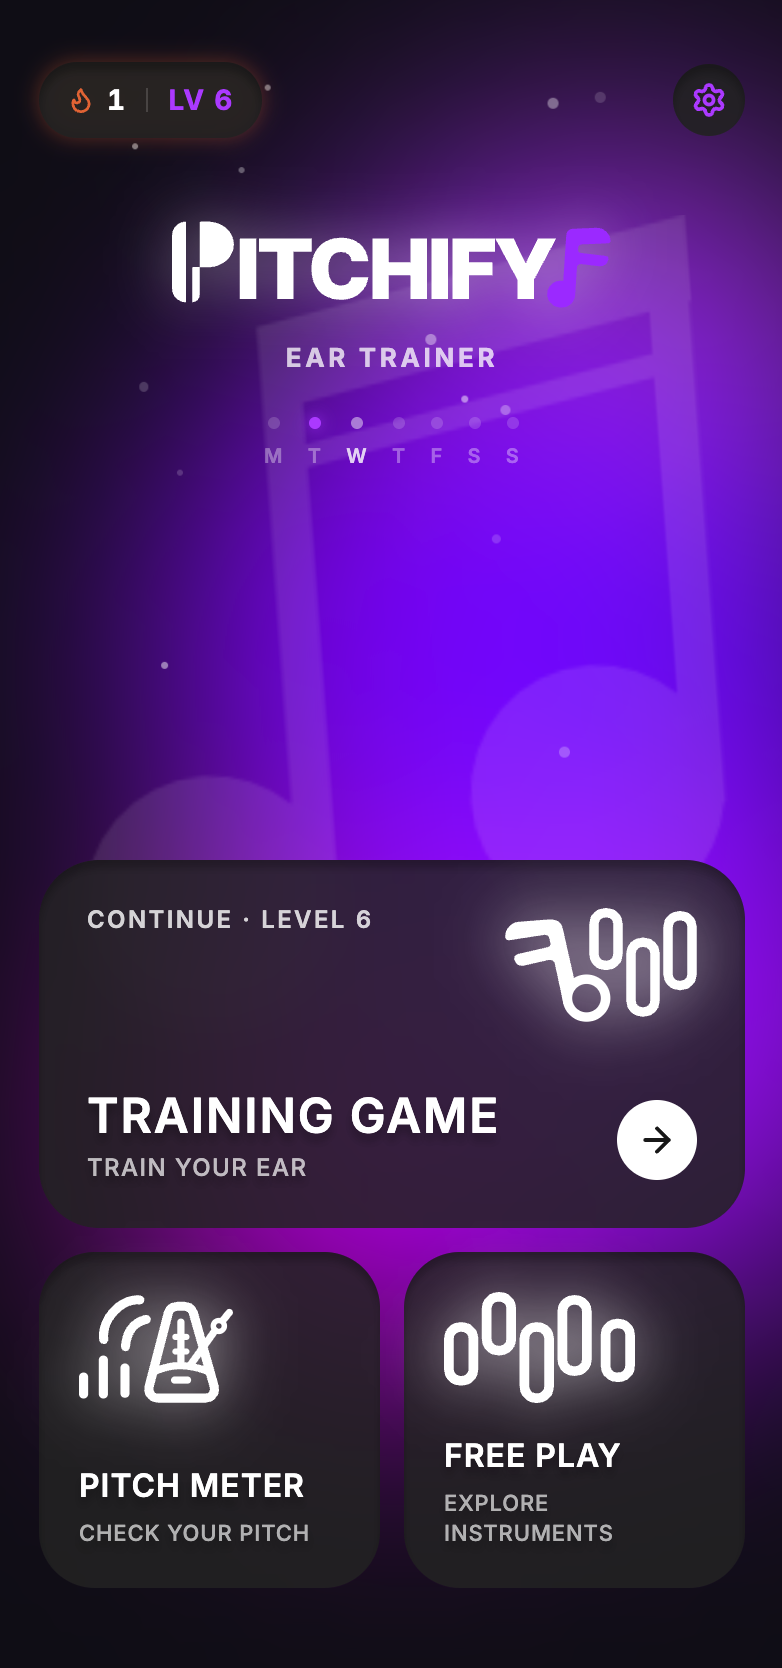 1 | LV 6
PITCHIFY
EAR TRAINER
M T W T F S S
CONTINUE · LEVEL 6
TRAINING GAME
TRAIN YOUR EAR
PITCH METER
CHECK YOUR PITCH
FREE PLAY
EXPLORE
INSTRUMENTS